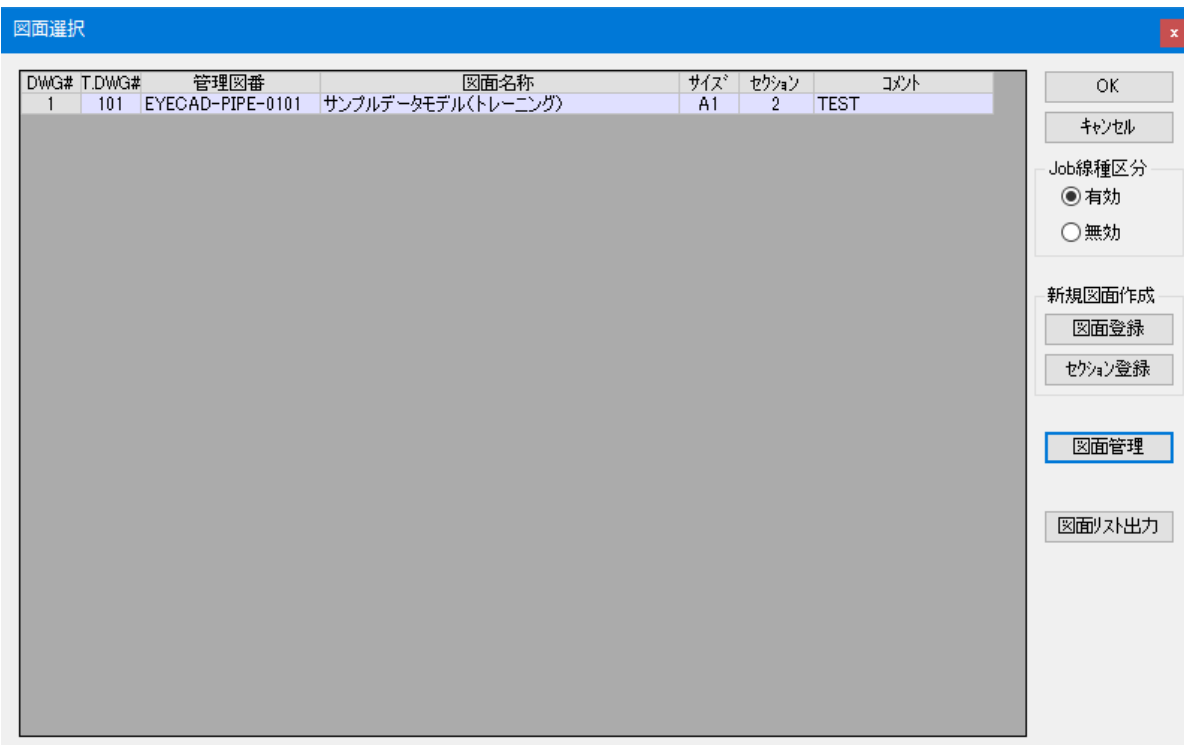 図面選択
x
DWG# T.DWG# 管理図番 図面名称 ｻｲｽﾞ ｾｸｼｮﾝ ｺﾒﾝﾄ
1 101 EYECAD-PIPE-0101 サンプルデータモデル(トレーニング) A1 2 TEST
OK
ｷｬﾝｾﾙ
Job線種区分
有効
無効
新規図面作成
図面登録
ｾｸｼｮﾝ登録
図面管理
図面ﾘｽﾄ出力